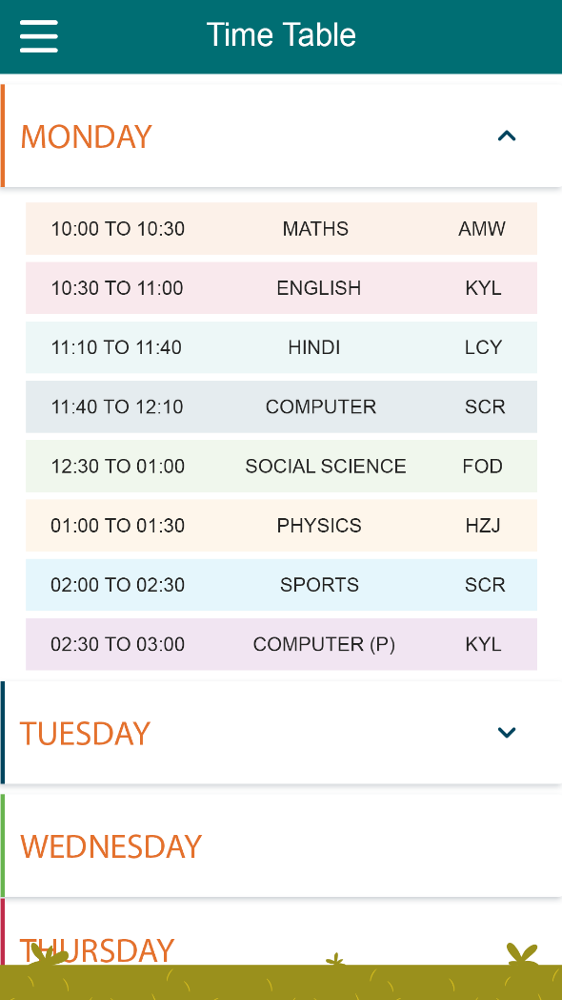 Time Table
MONDAY
10:00 TO 10:30 MATHS AMW
10:30 TO 11:00 ENGLISH KYL
11:10 TO 11:40 HINDI LCY
11:40 TO 12:10 COMPUTER SCR
12:30 TO 01:00 SOCIAL SCIENCE FOD
01:00 TO 01:30 PHYSICS HZJ
02:00 TO 02:30 SPORTS SCR
02:30 TO 03:00 COMPUTER (P) KYL
TUESDAY
WEDNESDAY
THURSDAY